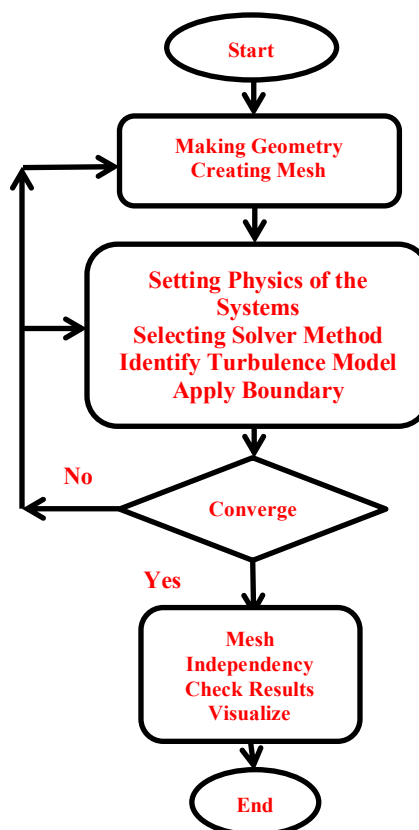 Start
Making Geometry
Creating Mesh
Setting Physics of the
Systems
Selecting Solver Method
Identify Turbulence Model
Apply Boundary
No
Converge
Yes
Mesh
Independency
Check Results
Visualize
End